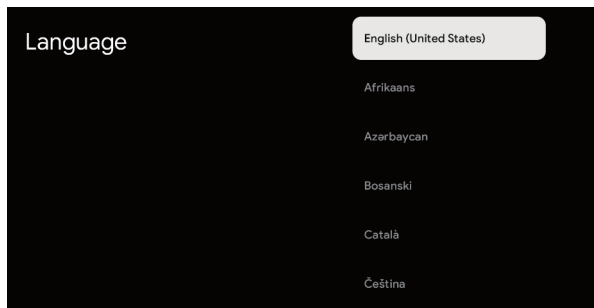 Language
English (United States)
Afrikaans
Azərbaycan
Bosanski
Català
Čeština